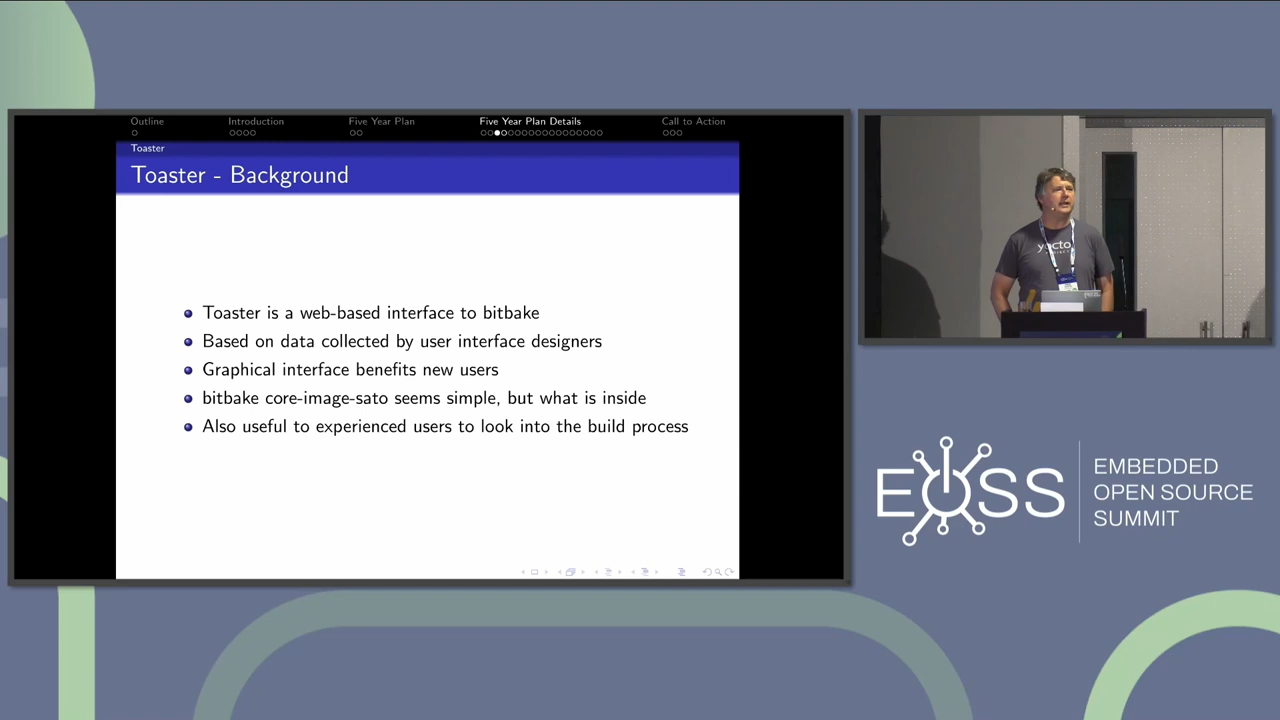 Outline
Introduction
Five Year Plan
Five Year Plan Details
Call to Action
Toaster
Toaster - Background
Toaster is a web-based interface to bitbake
Based on data collected by user interface designers
Graphical interface benefits new users
bitbake core-image-sato seems simple, but what is inside
Also useful to experienced users to look into the build process
yocto
EOSS
EMBEDDED
OPEN SOURCE
SUMMIT